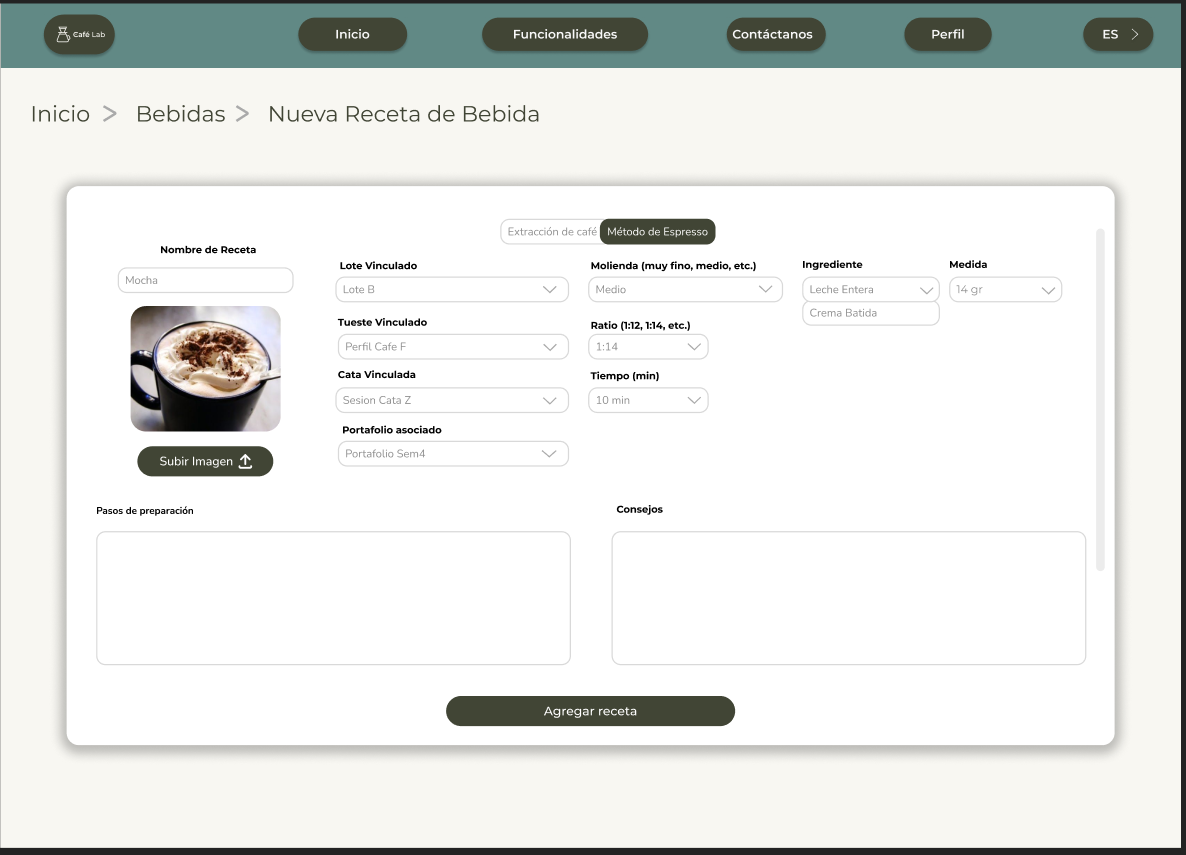 Café Lab
Inicio
Funcionalidades
Contáctanos
Perfil
ES >
Inicio > Bebidas > Nueva Receta de Bebida
Extracción de café
Método de Espresso
Nombre de Receta
Mocha
Subir Imagen
Lote Vinculado
Lote B
Tueste Vinculado
Perfil Cafe F
Cata Vinculada
Sesion Cata Z
Portafolio asociado
Portafolio Sem4
Molienda (muy fino, medio, etc.)
Medio
Ratio (1:12, 1:14, etc.)
1:14
Tiempo (min)
10 min
Ingrediente
Leche Entera
Crema Batida
Medida
14 gr
Pasos de preparación
Consejos
Agregar receta